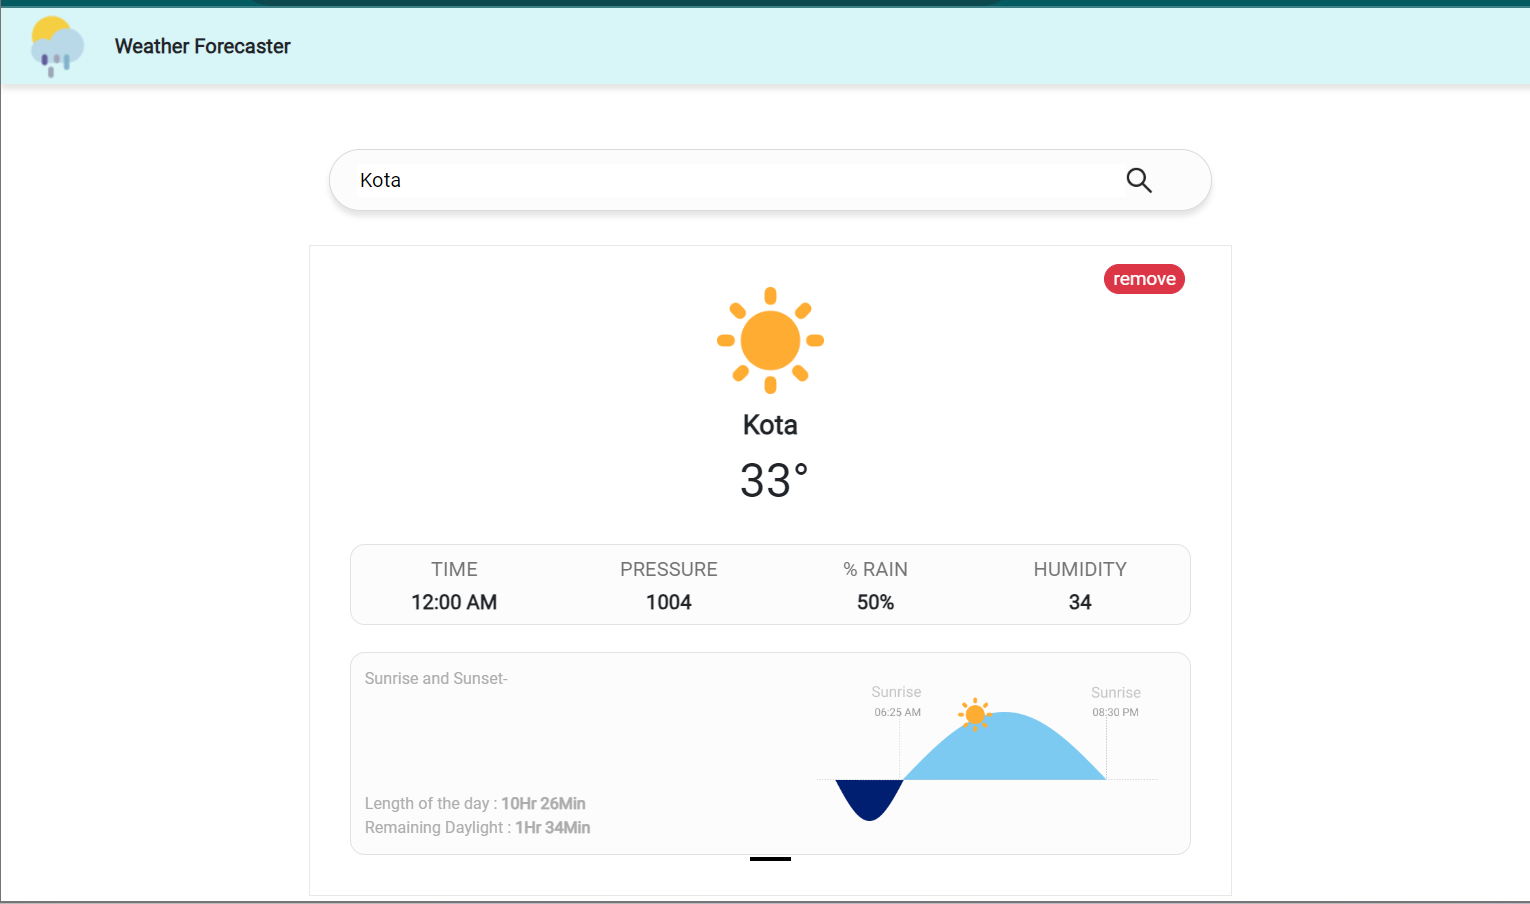 Weather Forecaster
Kota
remove
Kota
33°
TIME PRESSURE % RAIN HUMIDITY
12:00 AM 1004 50% 34
Sunrise and Sunset-
Sunrise Sunrise
06:25 AM 08:30 PM
Length of the day : 10Hr 26Min
Remaining Daylight : 1Hr 34Min